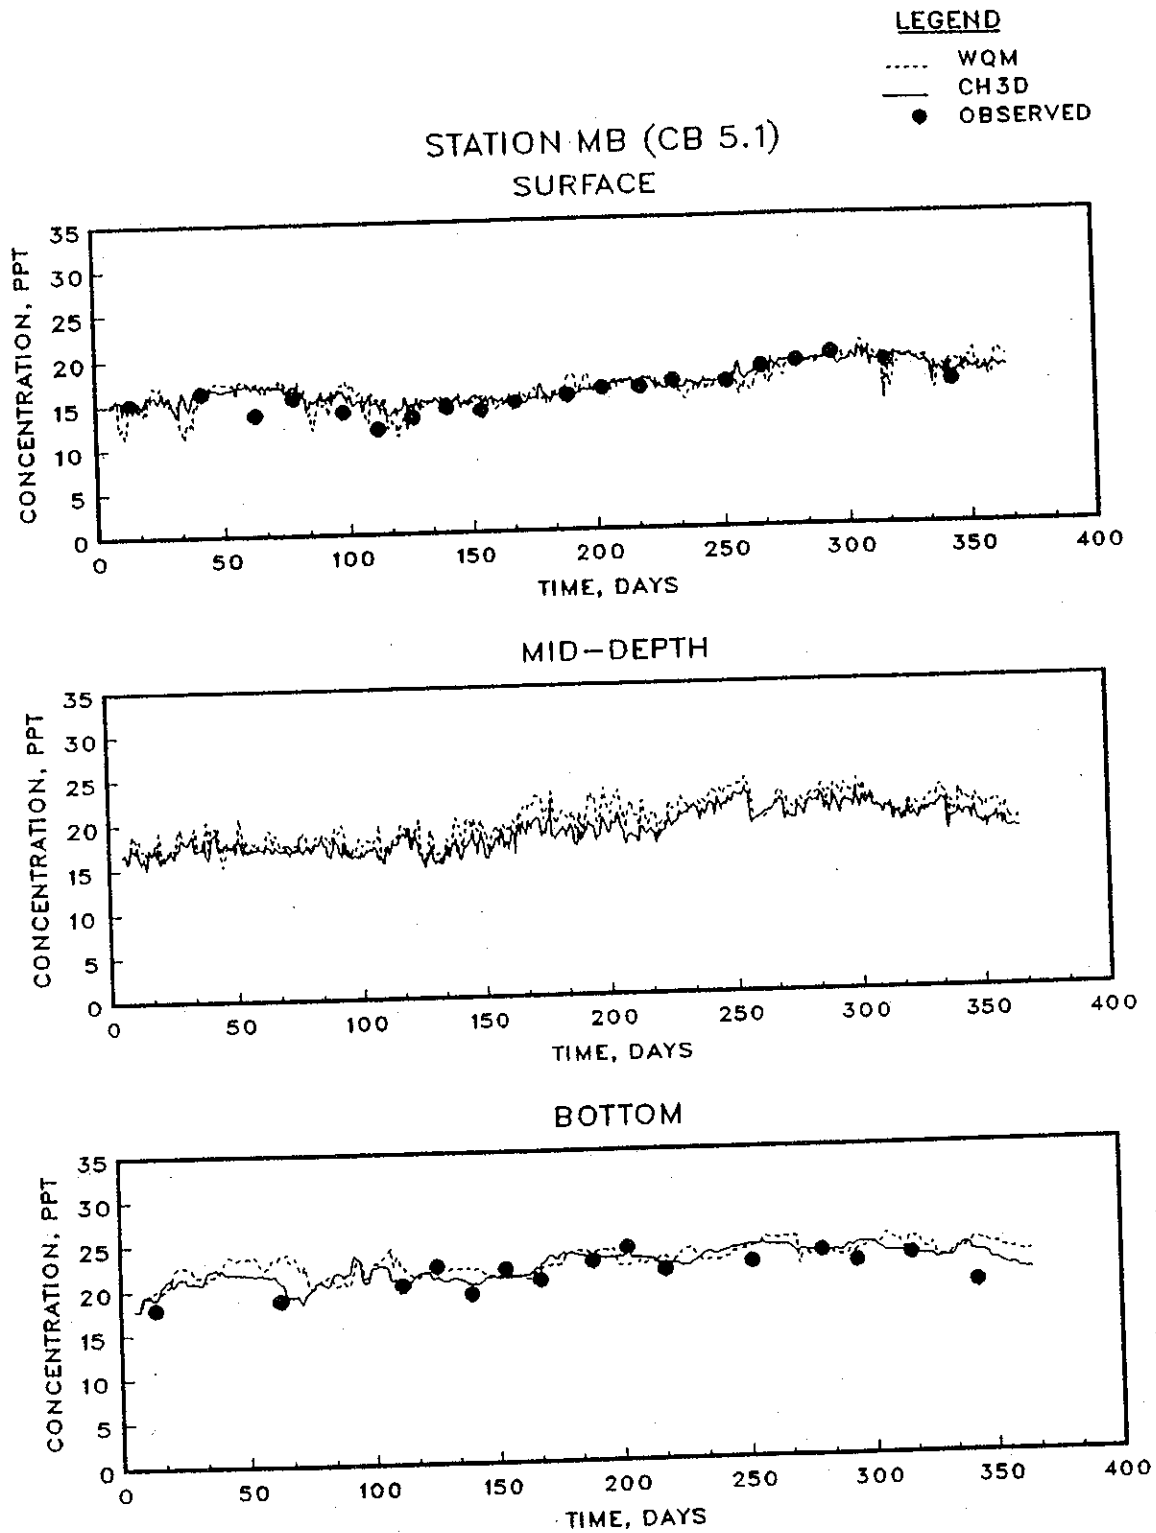 LEGEND
WQM
CH3D
OBSERVED
STATION MB (CB 5.1)
SURFACE
CONCENTRATION, PPT
35
30
25
20
15
10
5
0
0 50 100 150 200 250 300 350 400
TIME, DAYS
MID-DEPTH
CONCENTRATION, PPT
35
30
25
20
15
10
5
0
0 50 100 150 200 250 300 350 400
TIME, DAYS
BOTTOM
CONCENTRATION, PPT
35
30
25
20
15
10
5
0
0 50 100 150 200 250 300 350 400
TIME, DAYS